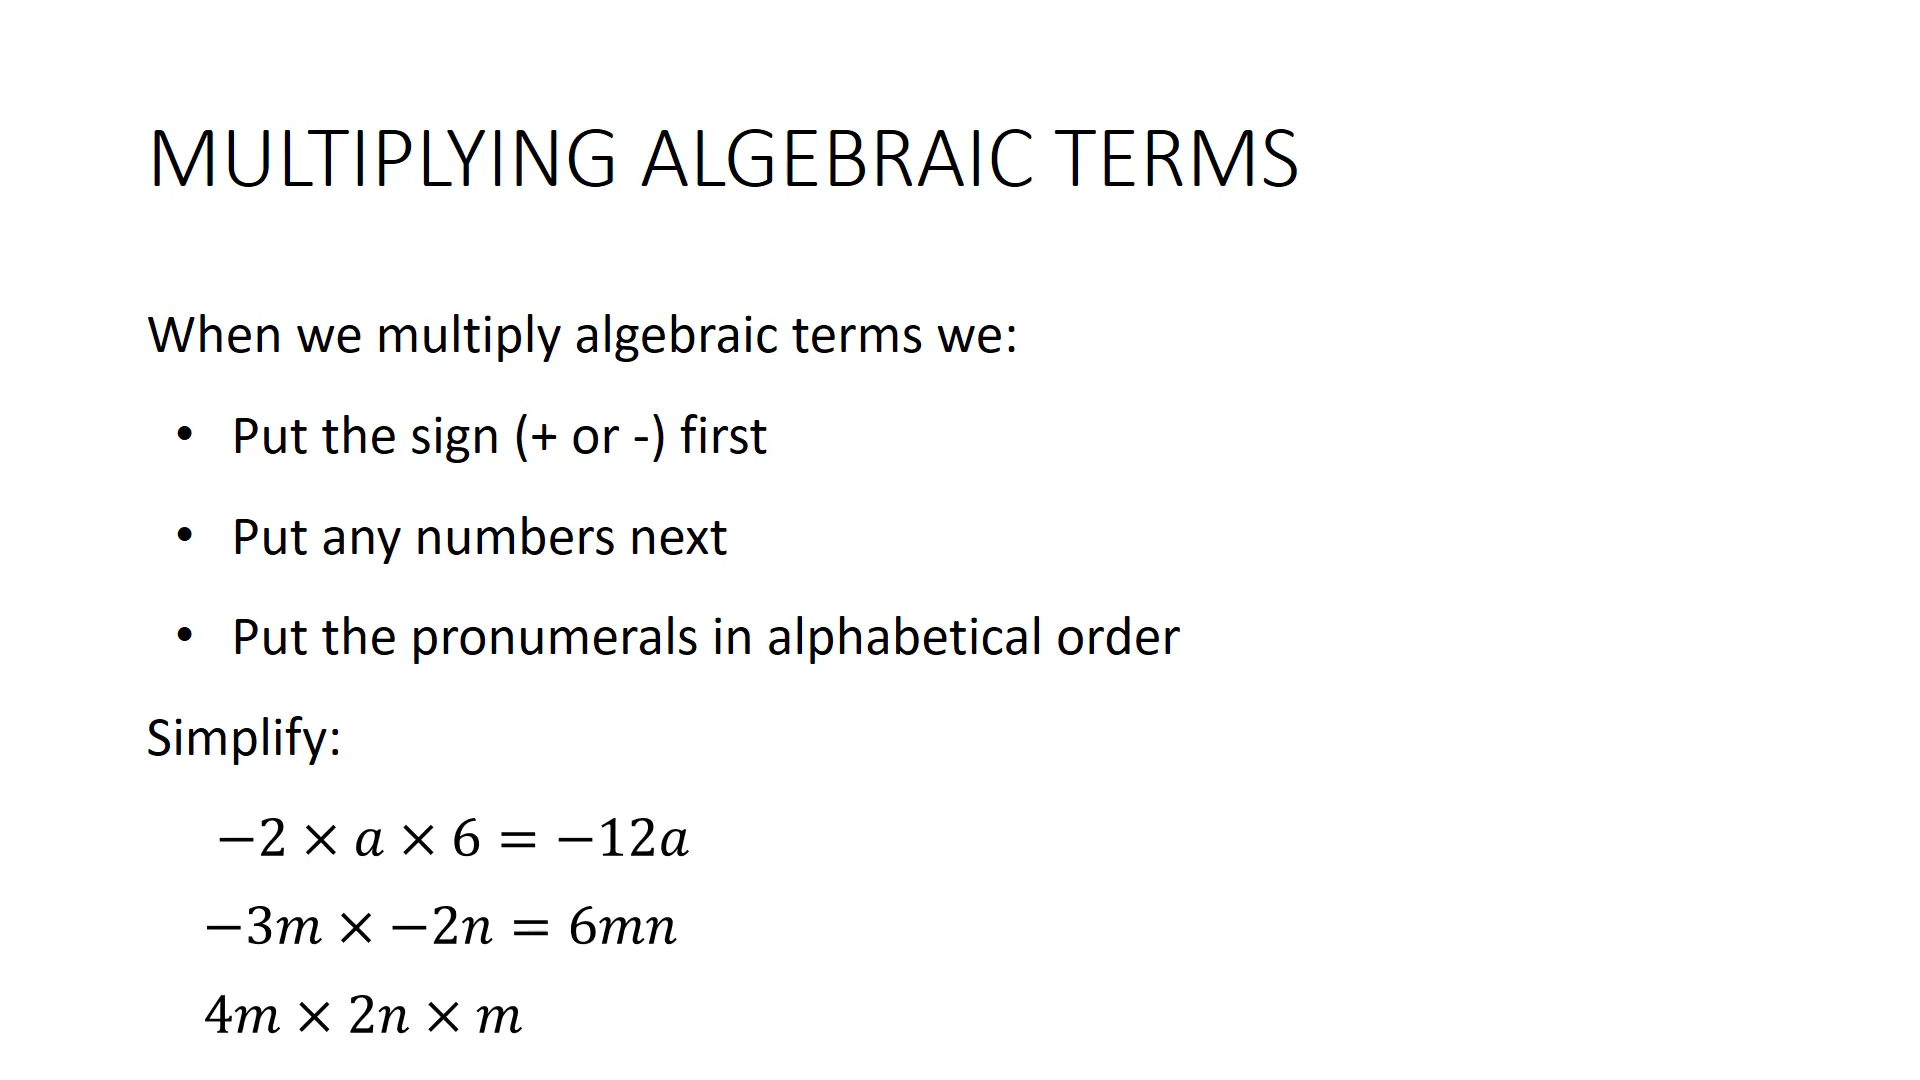 MULTIPLYING ALGEBRAIC TERMS
When we multiply algebraic terms we:
• Put the sign (+ or -) first
• Put any numbers next
• Put the pronumerals in alphabetical order
Simplify:
−2 × a × 6 = −12a
−3m × −2n = 6mn
4m × 2n × m